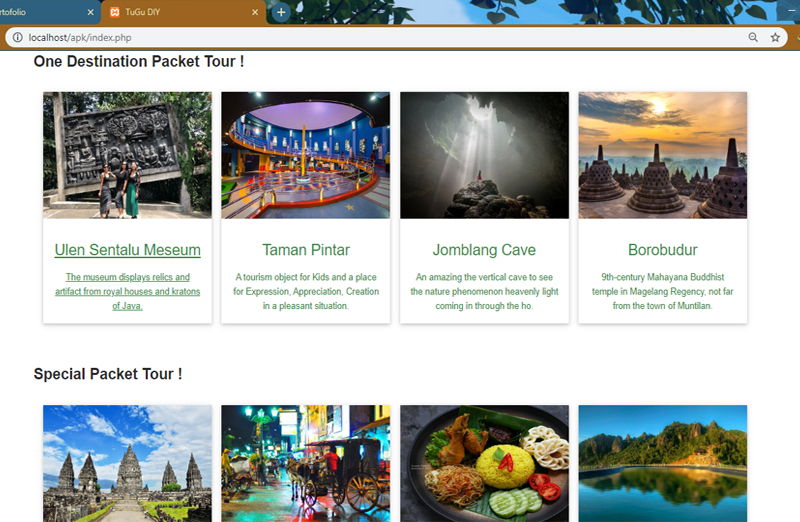 rtofolio
TuGu DIY
localhost/apk/index.php
One Destination Packet Tour !
Ulen Sentalu Meseum
The museum displays relics and
artifact from royal houses and kratons
of Java.
Taman Pintar
A tourism object for Kids and a place
for Expression, Appreciation, Creation
in a pleasant situation.
Jomblang Cave
An amazing the vertical cave to see
the nature phenomenon heavenly light
coming in through the ho.
Borobudur
9th-century Mahayana Buddhist
temple in Magelang Regency, not far
from the town of Muntilan.
Special Packet Tour !